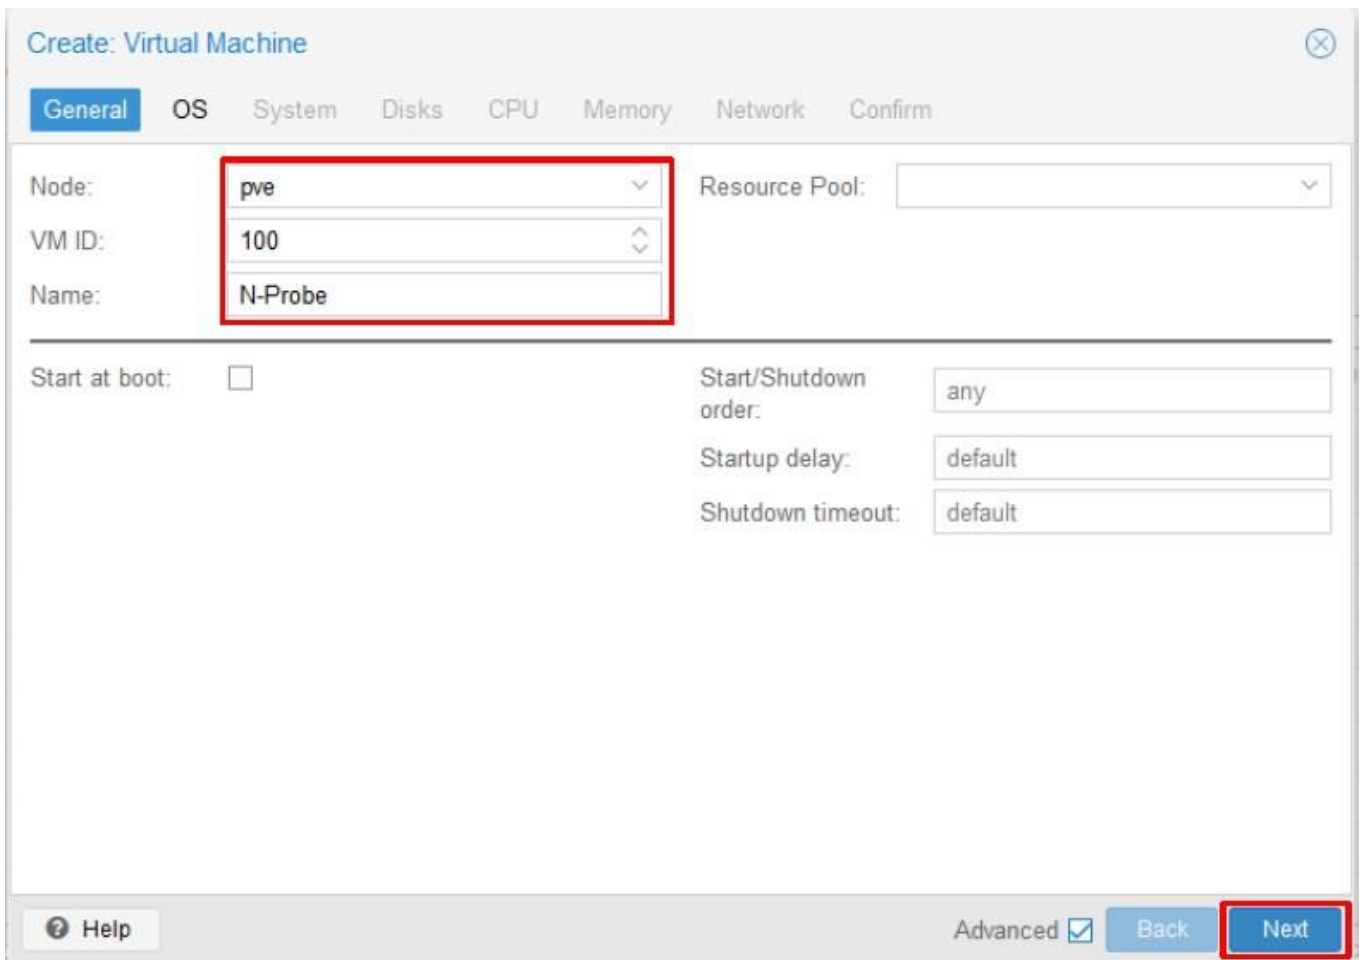 Create: Virtual Machine
General OS System Disks CPU Memory Network Confirm
Node: pve Resource Pool:
VM ID: 100
Name: N-Probe
Start at boot: Start/Shutdown order: any
Startup delay: default
Shutdown timeout: default
Help Advanced Back Next